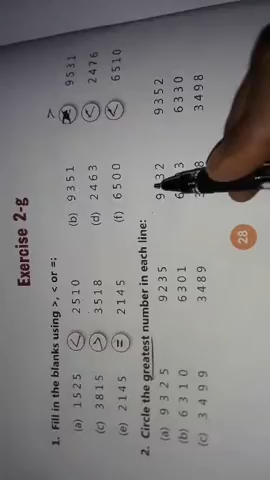 Exercise 2-g
1. Fill in the blanks using >, < or =:
(a) 1525 < 2510 (b) 9351 < 9531
(c) 3815 > 3518 (d) 2463 < 2476
(e) 2145 = 2145 (f) 6500 < 6510
2. Circle the greatest number in each line:
(a) 9325 9235 9352
(b) 6310 6301 6330
(c) 3499 3489 3498
28